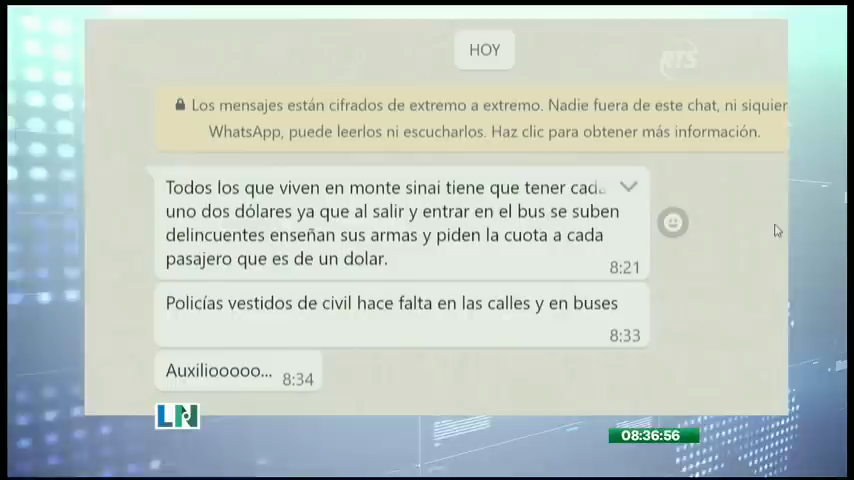 HOY
RTS
Los mensajes están cifrados de extremo a extremo. Nadie fuera de este chat, ni siquier
WhatsApp, puede leerlos ni escucharlos. Haz clic para obtener más información.
Todos los que viven en monte sinai tiene que tener cada
uno dos dólares ya que al salir y entrar en el bus se suben
delincuentes enseñan sus armas y piden la cuota a cada
pasajero que es de un dolar.
8:21
Policías vestidos de civil hace falta en las calles y en buses
8:33
Auxiliooooo... 8:34
LN
08:36:56